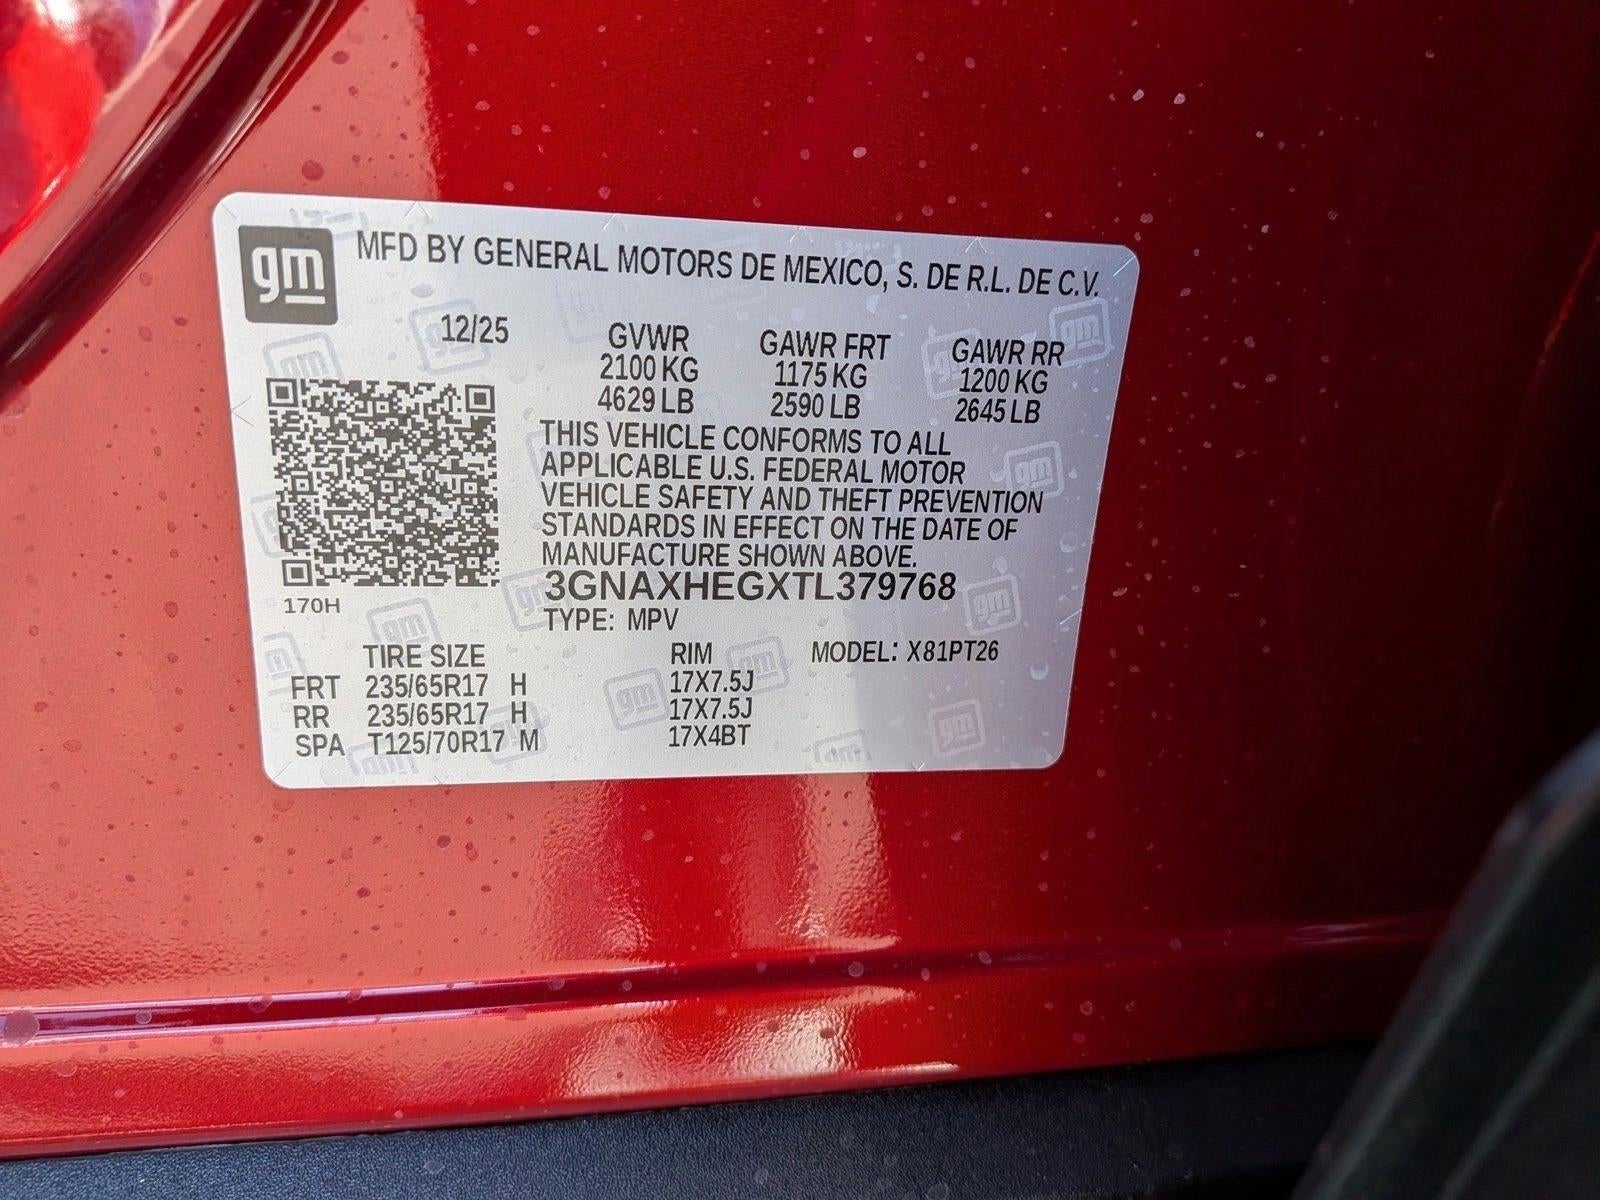 gm MFD BY GENERAL MOTORS DE MEXICO, S. DE R.L. DE C.V.
12/25 GVWR GAWR FRT GAWR RR
2100 KG 1175 KG 1200 KG
4629 LB 2590 LB 2645 LB
THIS VEHICLE CONFORMS TO ALL
APPLICABLE U.S. FEDERAL MOTOR
VEHICLE SAFETY AND THEFT PREVENTION
STANDARDS IN EFFECT ON THE DATE OF
MANUFACTURE SHOWN ABOVE.
3GNAXHEGXTL379768
170H
TYPE: MPV
TIRE SIZE RIM MODEL: X81PT26
FRT 235/65R17 H 17X7.5J
RR 235/65R17 H 17X7.5J
SPA T125/70R17 M 17X4BT